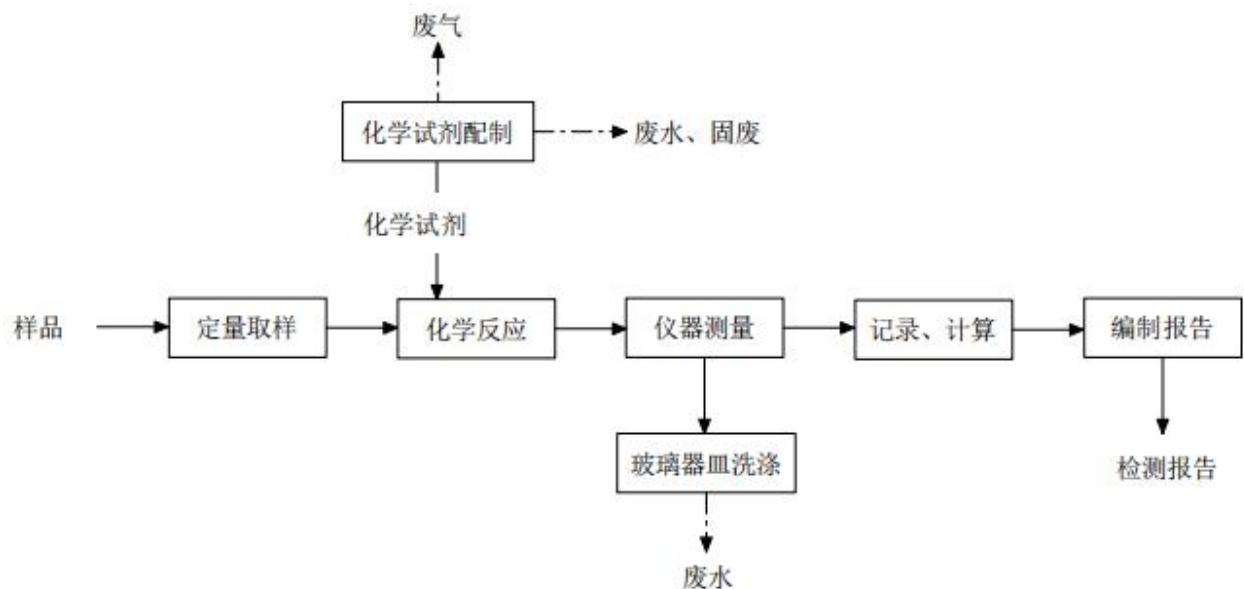 废气
化学试剂配制
废水、固废
化学试剂
样品
定量取样
化学反应
仪器测量
记录、计算
编制报告
玻璃器皿洗涤
检测报告
废水